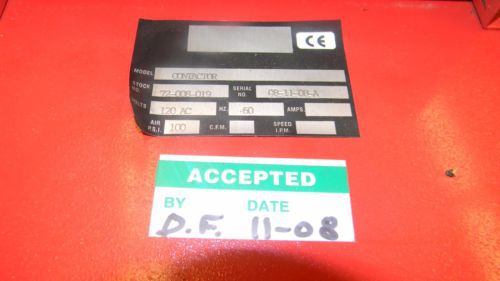 CE
MODEL CONTACTOR
STOCK NO. 72-008-019 SERIAL NO. 08-11-08-A
VOLTS 120 AC HZ. 60 AMPS.
AIR P.S.I. 100 C.F.M. SPEED I.P.M.
ACCEPTED
BY DATE
D.F. 11-08